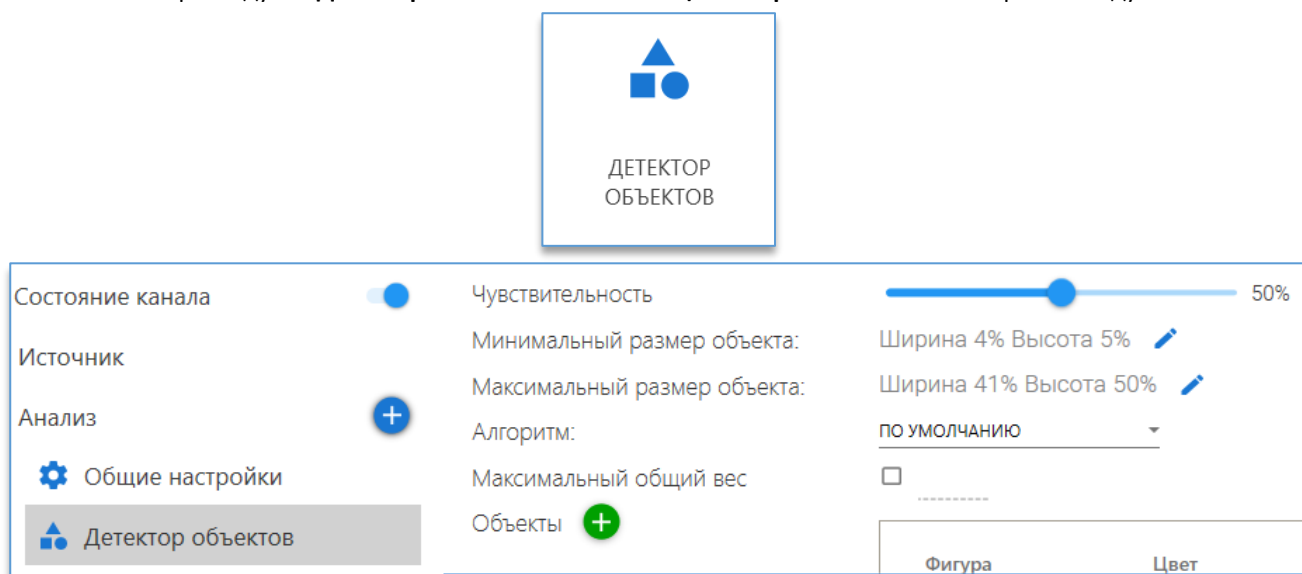 ДЕТЕКТОР
ОБЪЕКТОВ
Состояние канала
Источник
Анализ
Общие настройки
Детектор объектов
Чувствительность 50%
Минимальный размер объекта: Ширина 4% Высота 5%
Максимальный размер объекта: Ширина 41% Высота 50%
Алгоритм: ПО УМОЛЧАНИЮ
Максимальный общий вес
Объекты
Фигура Цвет